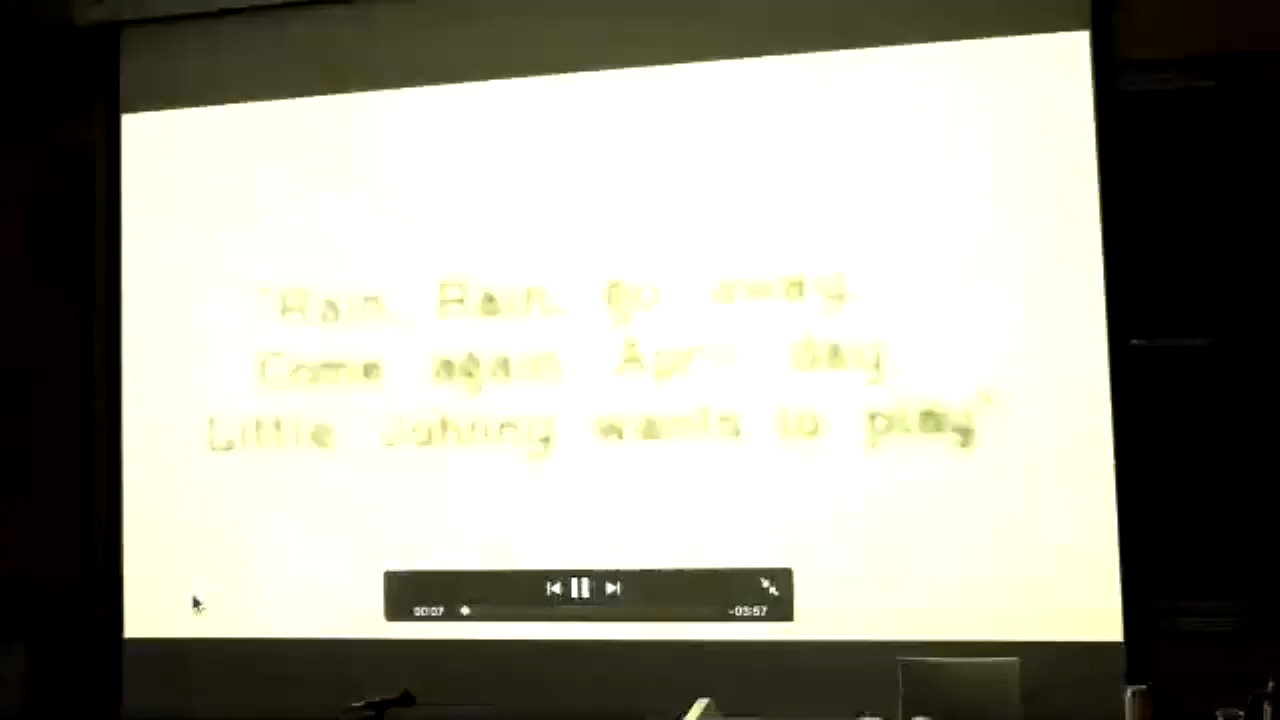 "Rain, Rain, go away,
Come again April day
Little Johnny wants to play"
00:07
-03:57